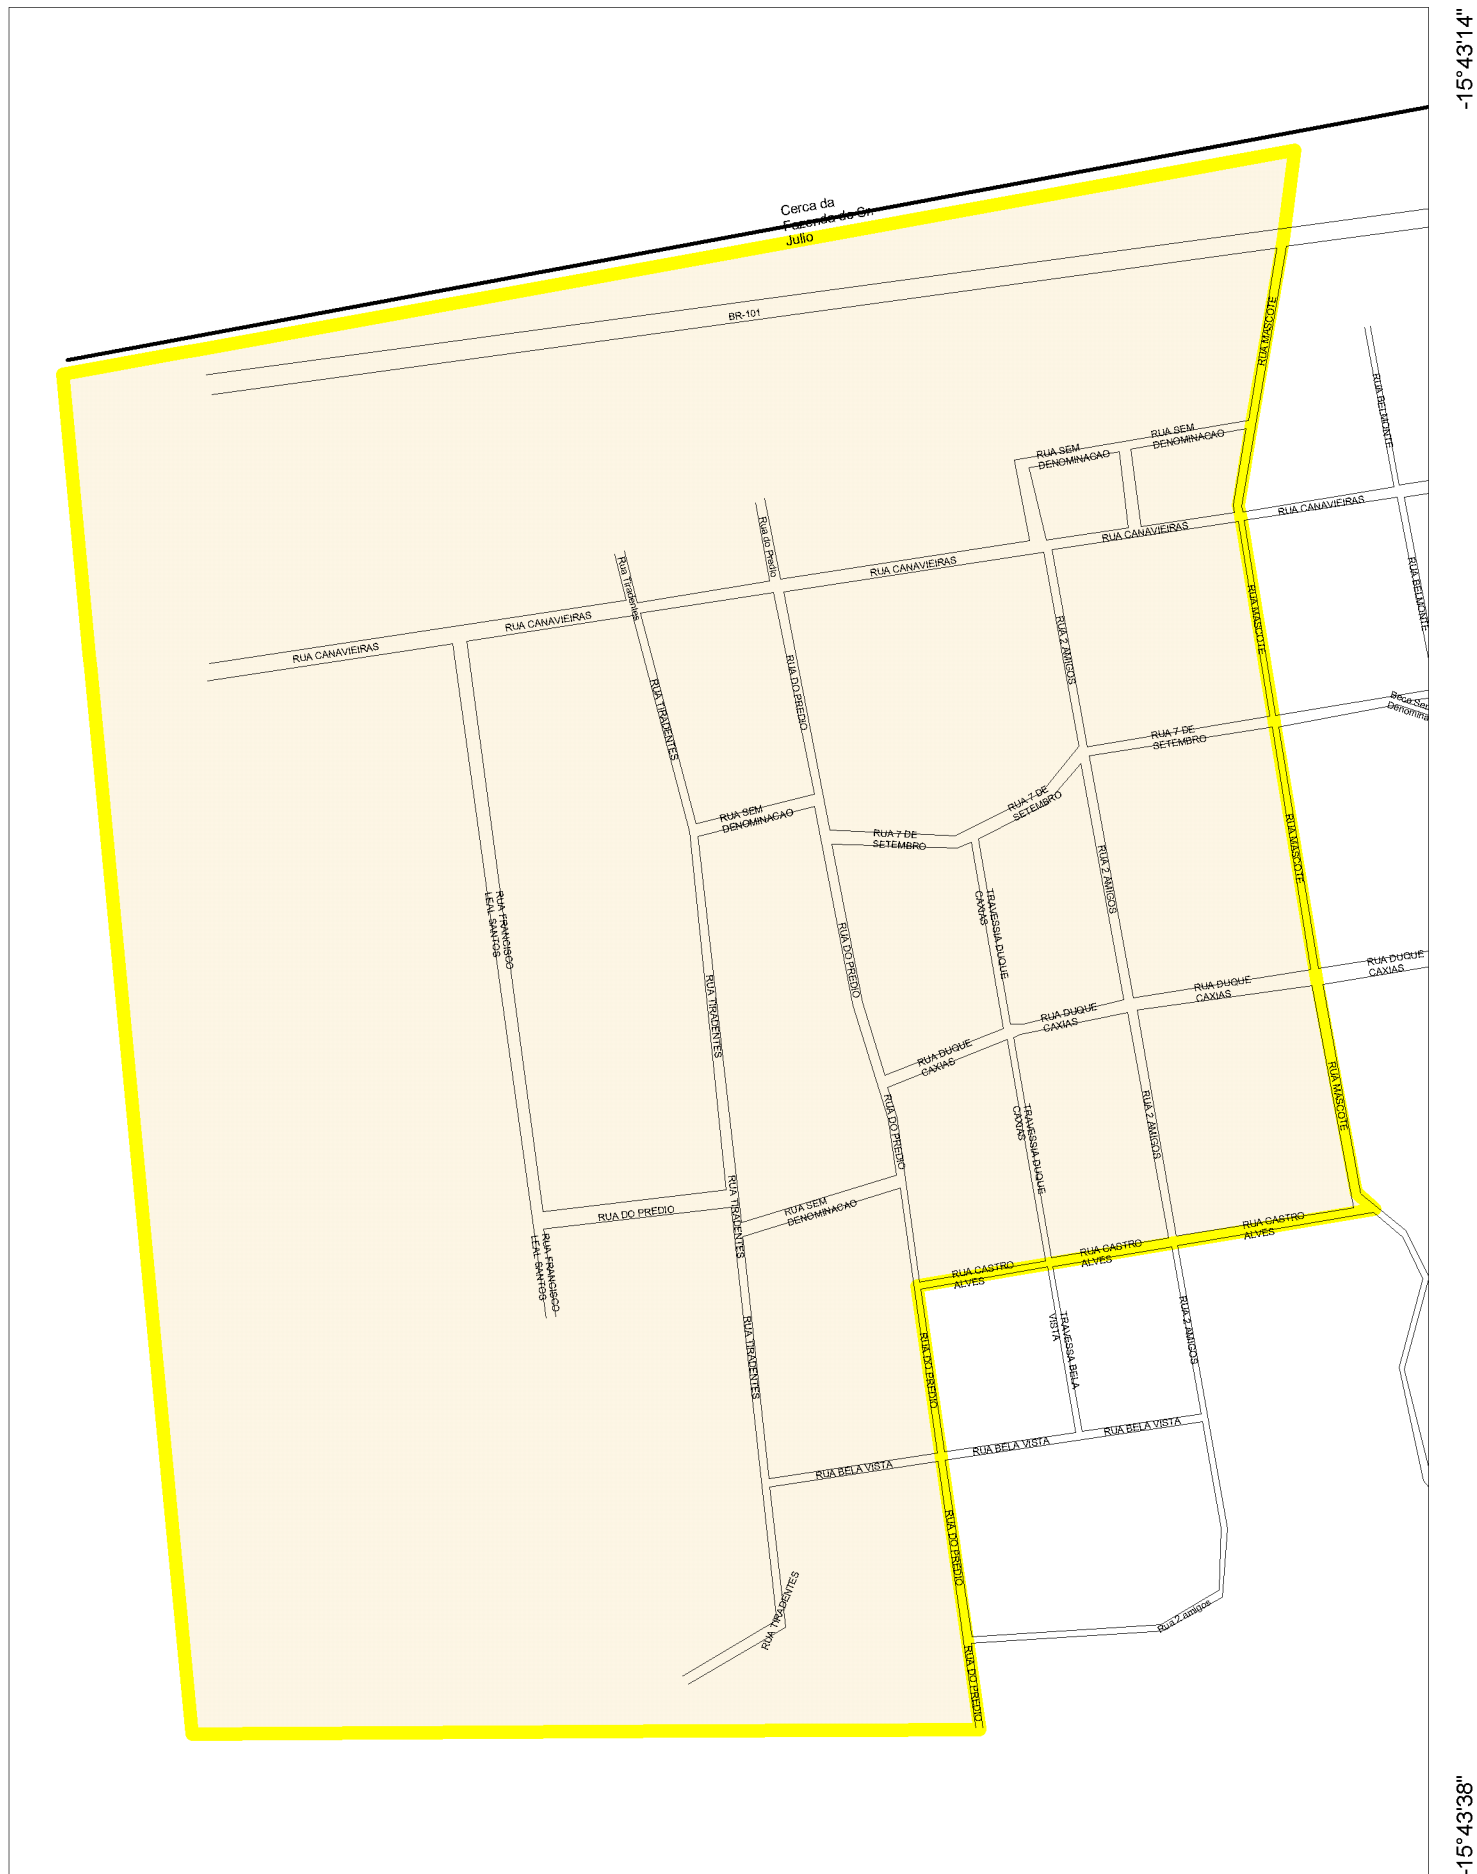 -15°43'14"
Cerca da
Fazenda do Sr.
Julio
BR-101
RUA MASCOTE
RUA BELMONTE
RUA SEM
DENOMINACAO
RUA SEM
DENOMINACAO
RUA CANAVIEIRAS
RUA CANAVIEIRAS
RUA CANAVIEIRAS
RUA CANAVIEIRAS
RUA CANAVIEIRAS
Rua do Predio
Rua Tiradentes
RUA BELMONTE
RUA MASCOTE
RUA 2 AMIGOS
RUA DO PREDIO
RUA TIRADENTES
Beco Se
Denomina
RUA 7 DE
SETEMBRO
RUA 7 DE
SETEMBRO
RUA SEM
DENOMINACAO
RUA 7 DE
SETEMBRO
RUA MASCOTE
RUA 2 AMIGOS
TRAVESSIA DUQUE
CAXIAS
RUA FRANCISCO
LEAL SANTOS
RUA DO PREDIO
RUA TIRADENTES
RUA DUQUE
CAXIAS
RUA DUQUE
CAXIAS
RUA DUQUE
CAXIAS
RUA DUQUE
CAXIAS
RUA MASCOTE
RUA 2 AMIGOS
TRAVESSIA DUQUE
CAXIAS
RUA DO PREDIO
RUA TIRADENTES
RUA SEM
DENOMINACAO
RUA DO PREDIO
RUA FRANCISCO
LEAL SANTOS
RUA CASTRO
ALVES
RUA CASTRO
ALVES
RUA CASTRO
ALVES
RUA 2 AMIGOS
TRAVESSA BELA
VISTA
RUA DO PREDIO
RUA TIRADENTES
RUA BELA VISTA
RUA BELA VISTA
RUA BELA VISTA
RUA DO PREDIO
RUA TIRADENTES
Rua 2 amigos
RUA DO PREDIO
-15°43'38"